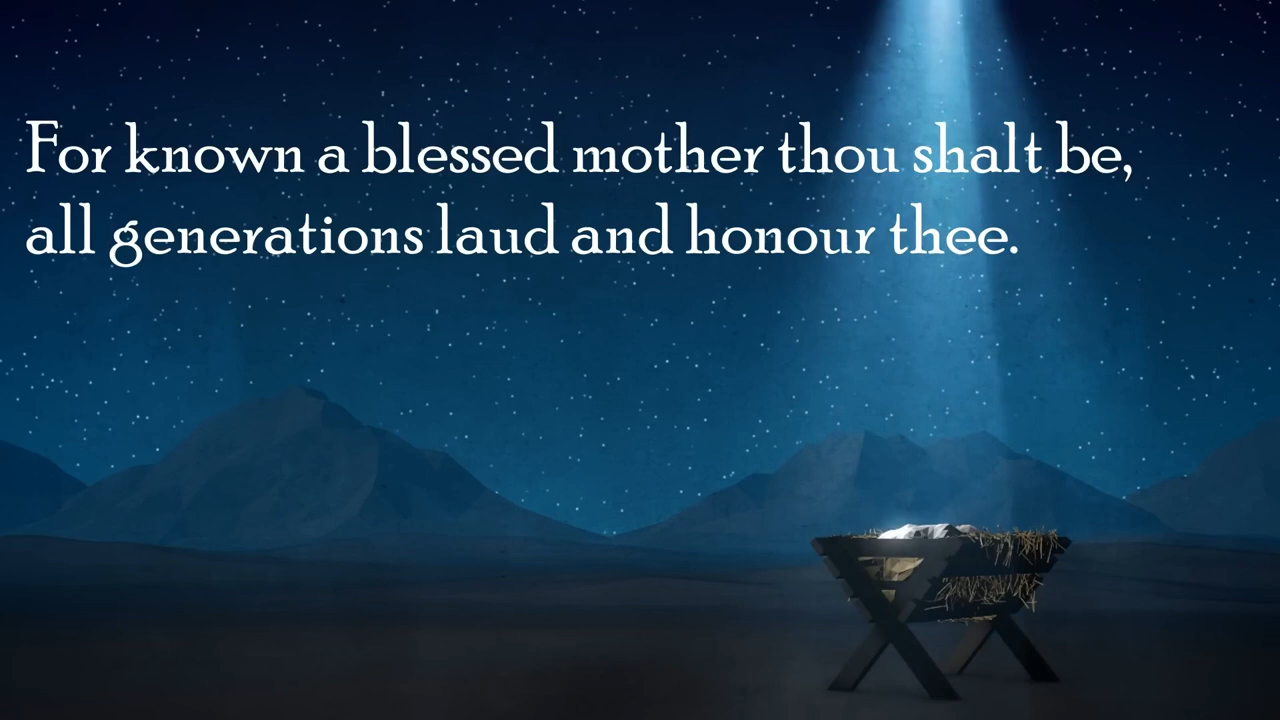 For known a blessed mother thou shalt be,
all generations laud and honour thee.